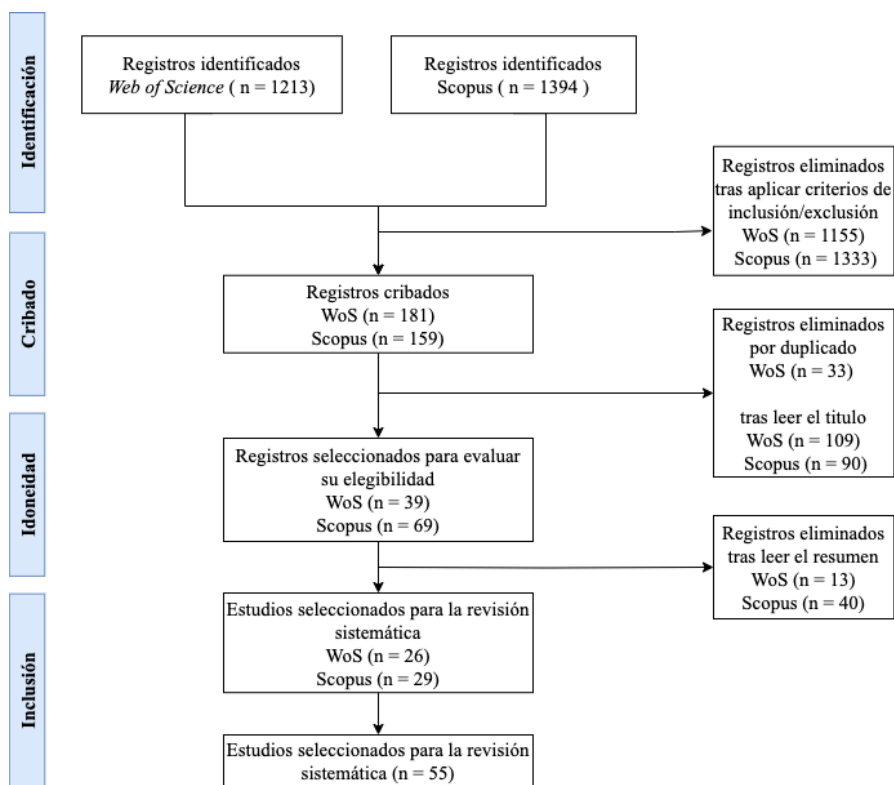 Identificación
Registros identificados
Web of Science ( n = 1213)
Registros identificados
Scopus ( n = 1394 )
Registros eliminados
tras aplicar criterios de
inclusión/exclusión
WoS (n = 1155)
Scopus (n = 1333)
Cribado
Registros cribados
WoS (n = 181)
Scopus (n = 159)
Registros eliminados
por duplicado
WoS (n = 33)
tras leer el titulo
WoS (n = 109)
Scopus (n = 90)
Idoneidad
Registros seleccionados para evaluar
su elegibilidad
WoS (n = 39)
Scopus (n = 69)
Registros eliminados
tras leer el resumen
WoS (n = 13)
Scopus (n = 40)
Inclusión
Estudios seleccionados para la revisión
sistemática
WoS (n = 26)
Scopus (n = 29)
Estudios seleccionados para la revisión
sistemática (n = 55)